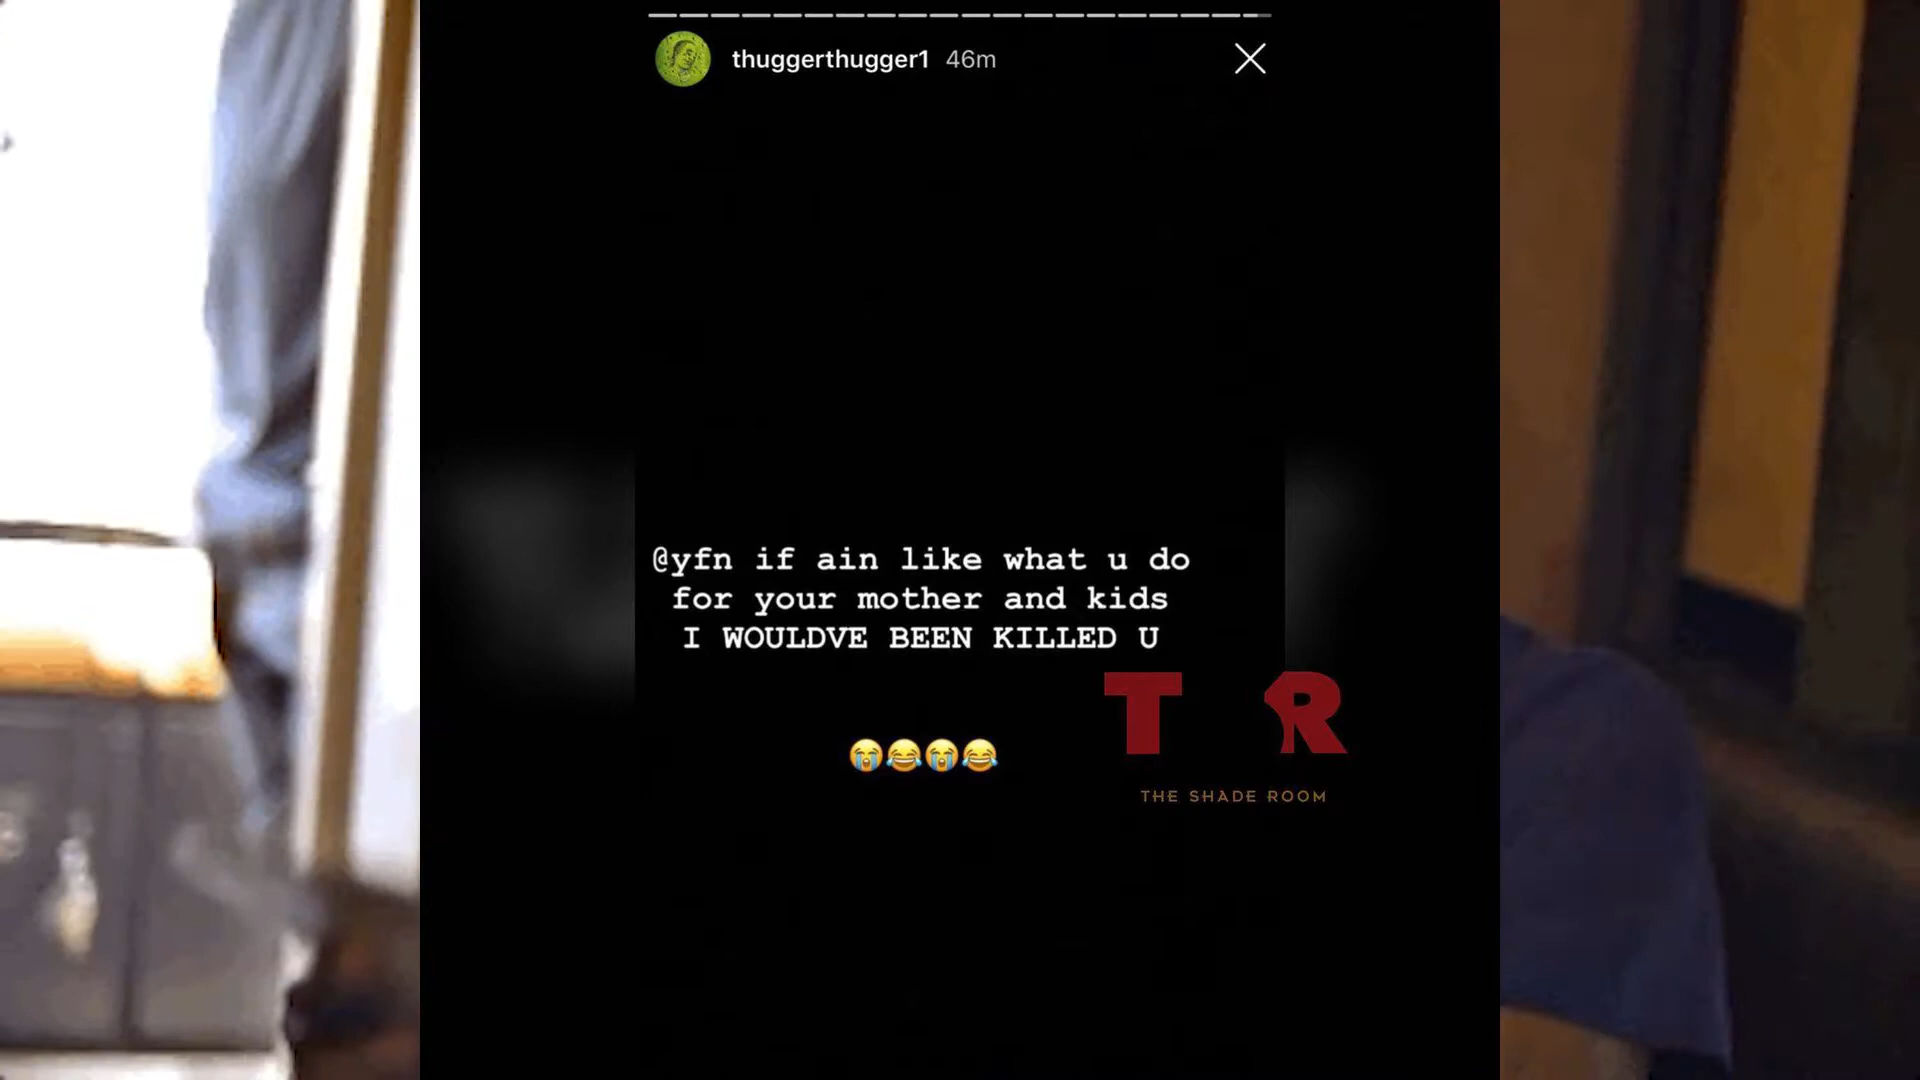 thuggerthugger1 46m
@yfn if ain like what u do
for your mother and kids
I WOULDVE BEEN KILLED U
😭😂😭😂
T R
THE SHADE ROOM